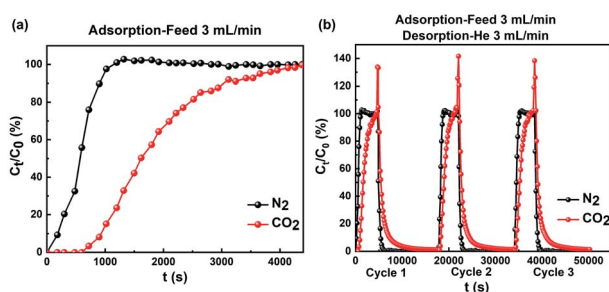 (a)
Adsorption-Feed 3 mL/min
Ct/C0 (%)
100
80
60
40
20
0
N2
CO2
0 1000 2000 3000 4000
t (s)
(b)
Adsorption-Feed 3 mL/min
Desorption-He 3 mL/min
Ct/C0 (%)
140
120
100
80
60
40
20
0
N2
CO2
0 10000 20000 30000 40000 50000
Cycle 1 Cycle 2 Cycle 3
t (s)